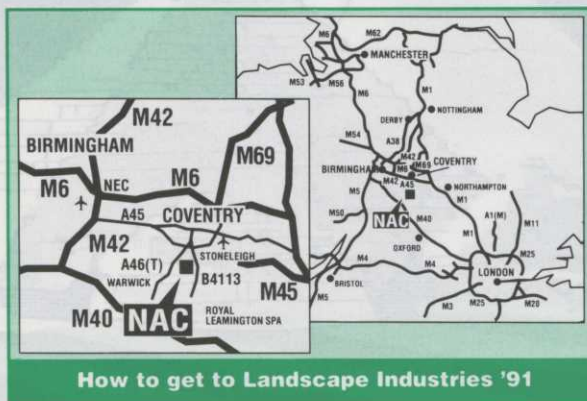 M42
BIRMINGHAM
M69
M6
NEC
M6
A45
COVENTRY
M42
STONELEIGH
A46(T)
WARWICK
B4113
M45
M40
NAC
ROYAL
LEAMINGTON SPA
M6
M62
MANCHESTER
M53
M56
M6
M1
DERBY
NOTTINGHAM
A38
M54
M42
M6
M69
COVENTRY
BIRMINGHAM
M42
A45
NORTHAMPTON
M5
M1
NAC
M50
M40
A1(M)
M11
OXFORD
M1
M25
M4
M4
LONDON
BRISTOL
M5
M3
M25
M20
How to get to Landscape Industries '91